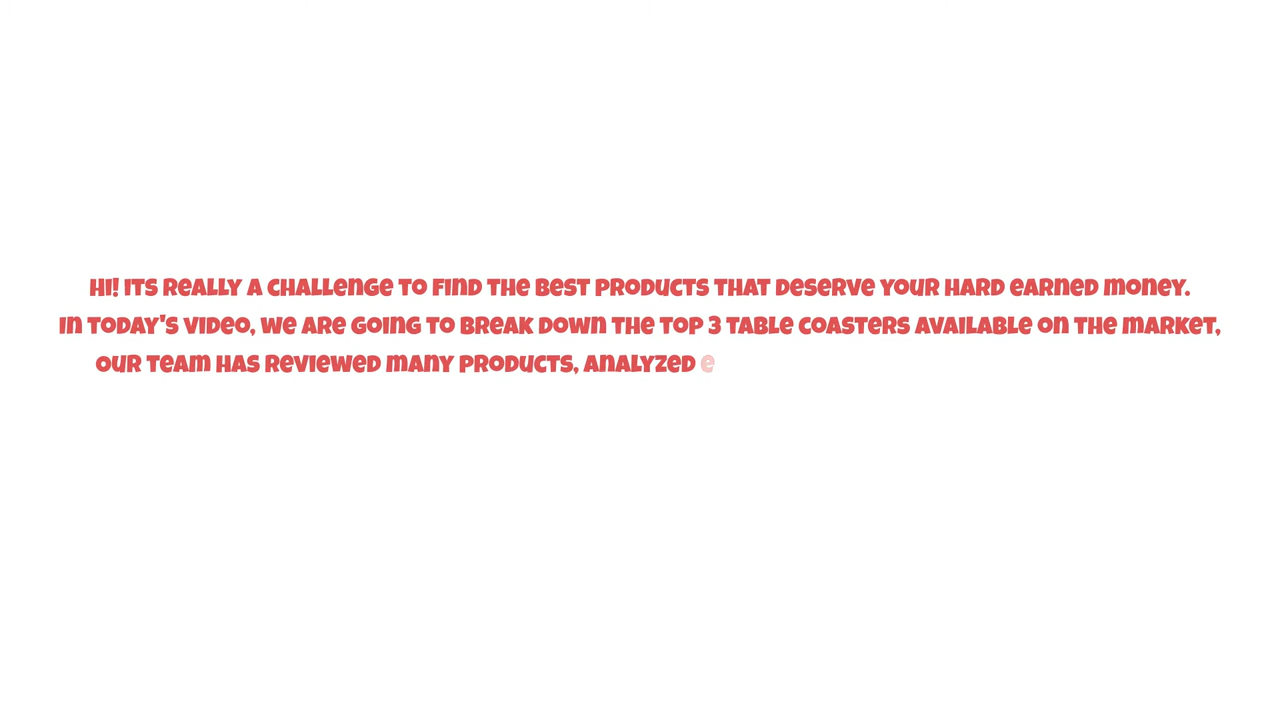 Hi! Its really a challenge to find the best products that deserve your hard earned money.
In today's video, we are going to break down the top 3 table coasters available on the market,
our team has reviewed many products, analyzed e